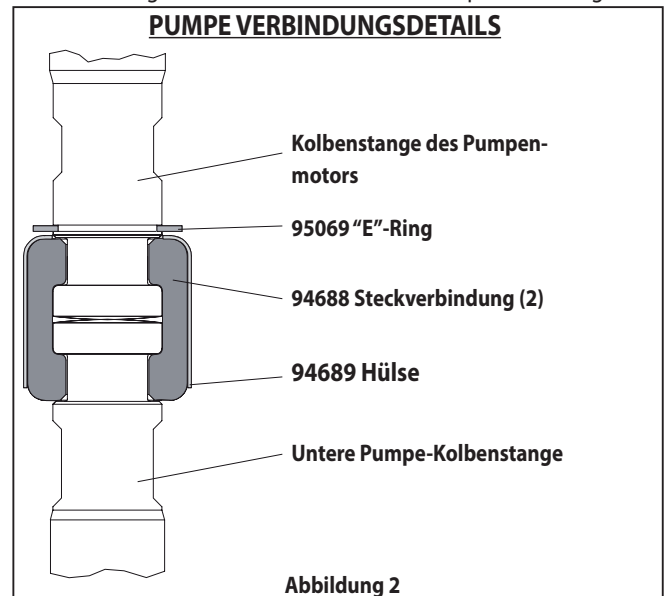 PUMPE VERBINDUNGSDETAILS
Kolbenstange des Pumpen-
motors
95069 “E”-Ring
94688 Steckverbindung (2)
94689 Hülse
Untere Pumpe-Kolbenstange
Abbildung 2